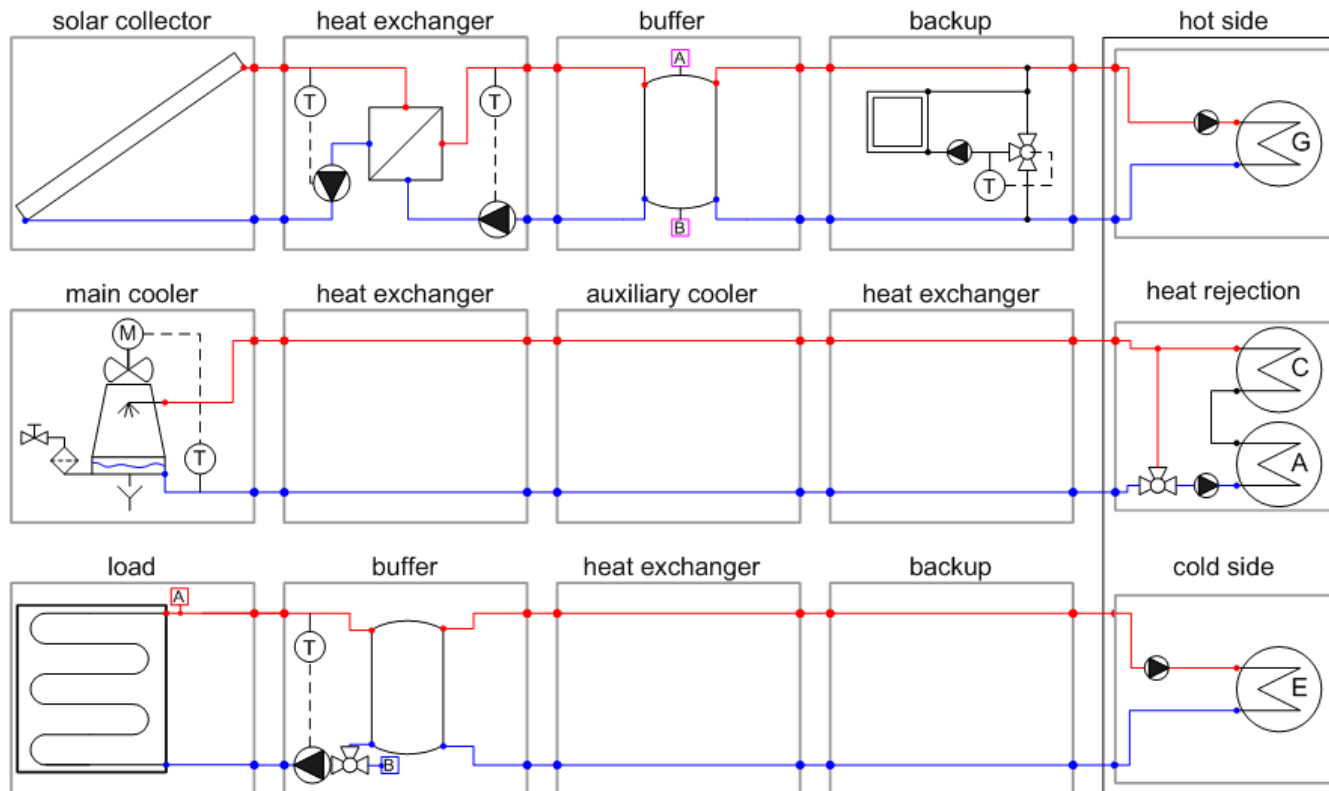 solar collector
heat exchanger
buffer
backup
hot side
A
T
T
G
T
B
main cooler
heat exchanger
auxiliary cooler
heat exchanger
heat rejection
M
C
T
A
load
buffer
heat exchanger
backup
cold side
A
T
E
B